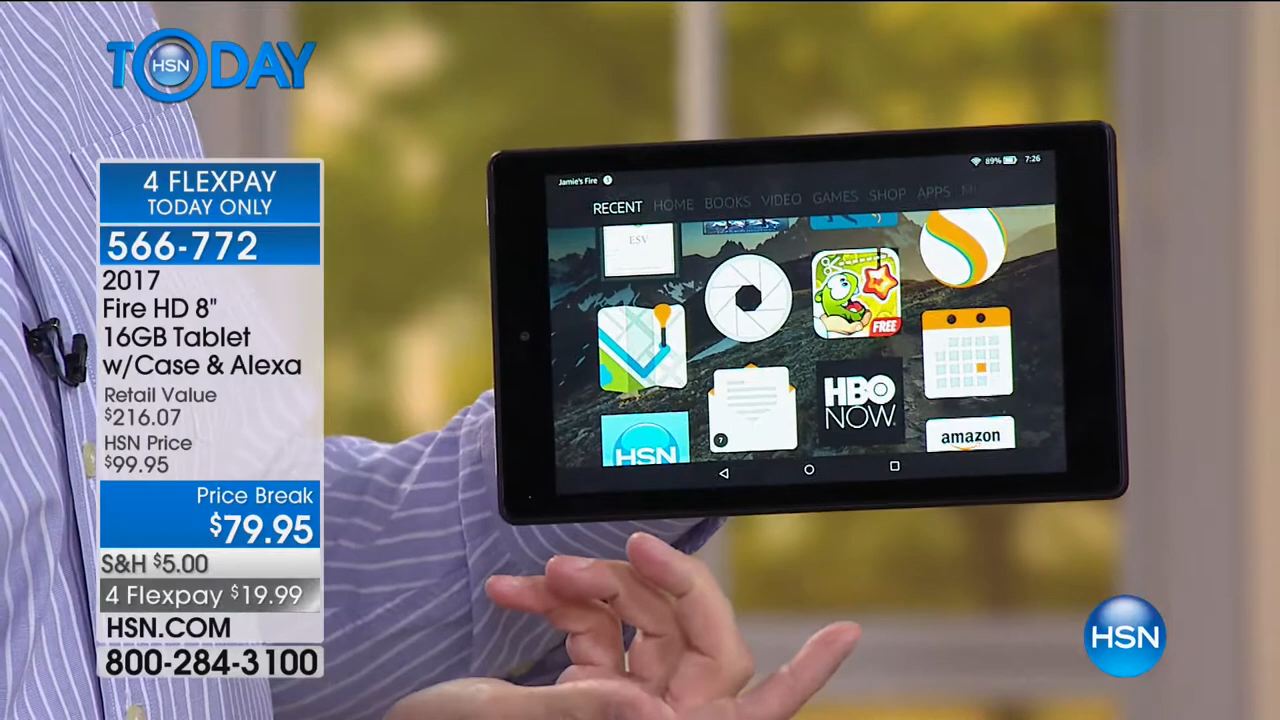 TODAY
HSN
4 FLEXPAY
TODAY ONLY
566-772
2017
Fire HD 8"
16GB Tablet
w/Case & Alexa
Retail Value
$216.07
HSN Price
$99.95
Price Break
$79.95
S&H $5.00
4 Flexpay $19.99
HSN.COM
800-284-3100
89% 7:26
Jamie's Fire 1
RECENT HOME BOOKS VIDEO GAMES SHOP APPS
ESV
FREE
7
HBO
NOW
HSN
amazon
HSN